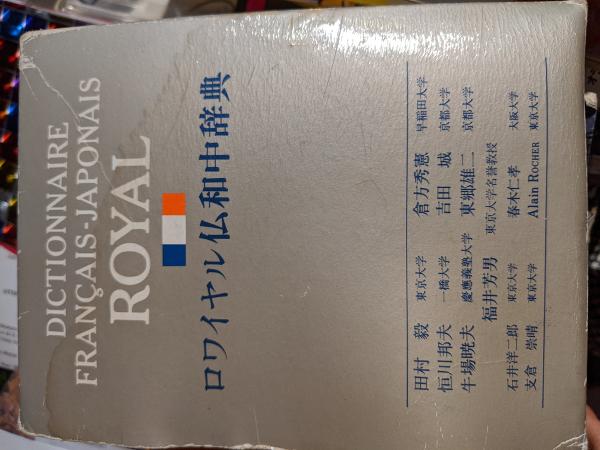 DICTIONNAIRE
FRANÇAIS-JAPONAIS
ROYAL
ロワイヤル仏和中辞典
田村 毅 東京大学 倉方秀憲 早稲田大学
恒川邦夫 一橋大学 吉田 城 京都大学
牛場暁夫 慶應義塾大学 東郷雄二 京都大学
福井芳男 東京大学名誉教授
石井洋二郎 東京大学 春木仁孝 大阪大学
支倉 崇晴 東京大学 Alain ROCHER 東京大学